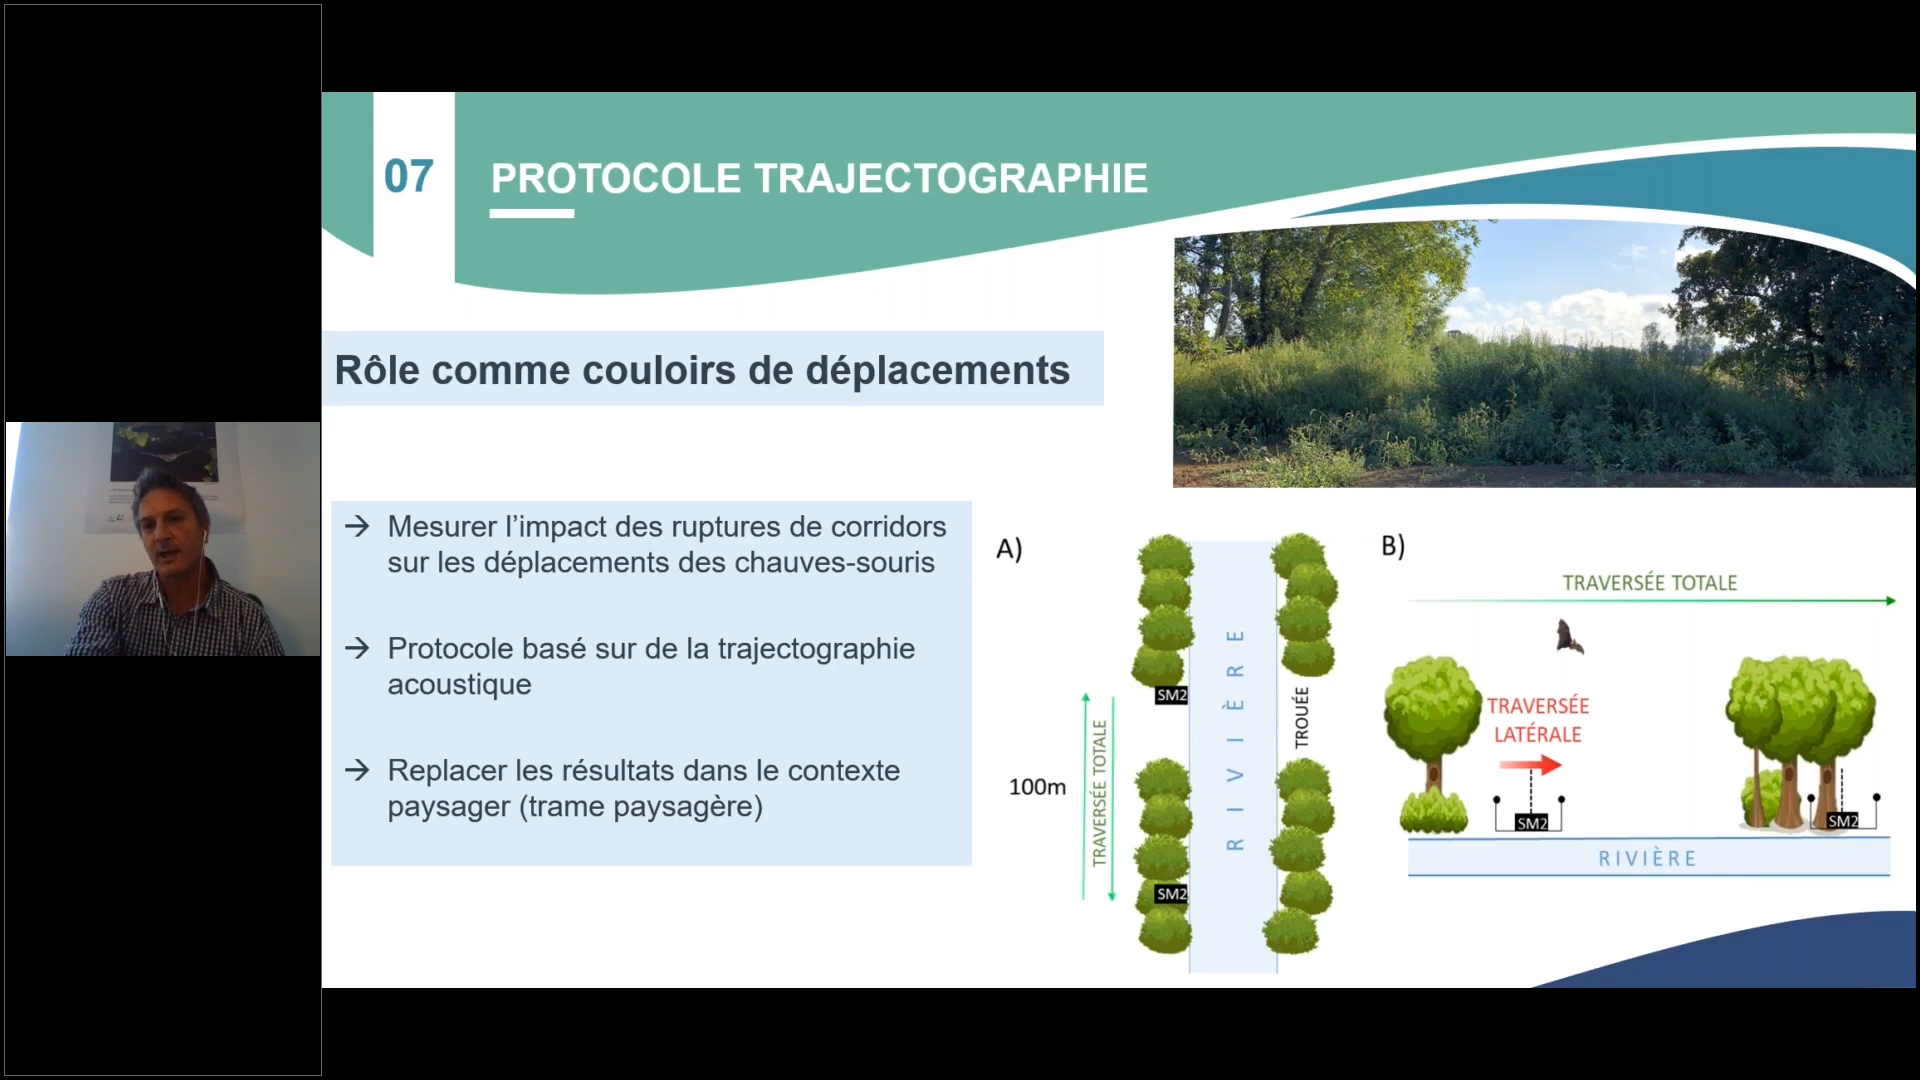 07
PROTOCOLE TRAJECTOGRAPHIE
Rôle comme couloirs de déplacements
→ Mesurer l’impact des ruptures de corridors
sur les déplacements des chauves-souris
→ Protocole basé sur de la trajectographie
acoustique
→ Replacer les résultats dans le contexte
paysager (trame paysagère)
A)
SM2
100m
TRAVERSÉE TOTALE
RIVIÈRE
TROUÉE
SM2
B)
TRAVERSÉE TOTALE
TRAVERSÉE
LATÉRALE
SM2
SM2
RIVIÈRE